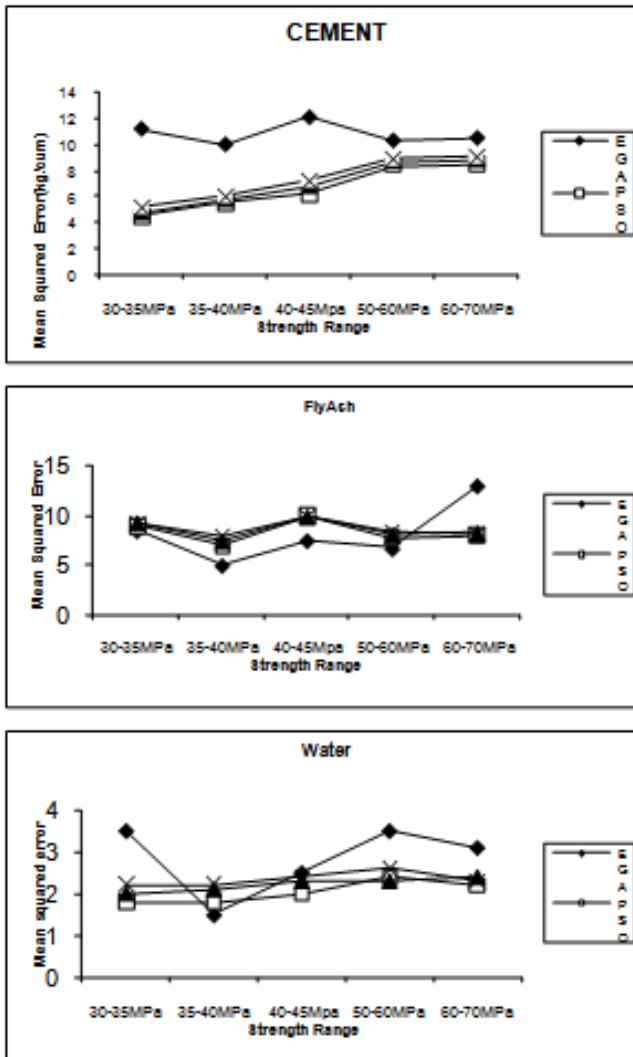 CEMENT
14
12
10
8
6
4
2
0
Mean Squared Error(kg/cum)
30-35MPa 35-40MPa 40-45Mpa 50-60MPa 60-70MPa
Strength Range
E
G
A
P
S
O
FlyAsh
15
10
5
0
Mean Squared Error
30-35MPa 35-40MPa 40-45Mpa 50-60MPa 60-70MPa
Strength Range
E
G
A
P
S
O
Water
4
3
2
1
0
Mean squared error
30-35MPa 35-40MPa 40-45Mpa 50-60MPa 60-70MPa
Strength Range
E
G
A
P
S
O